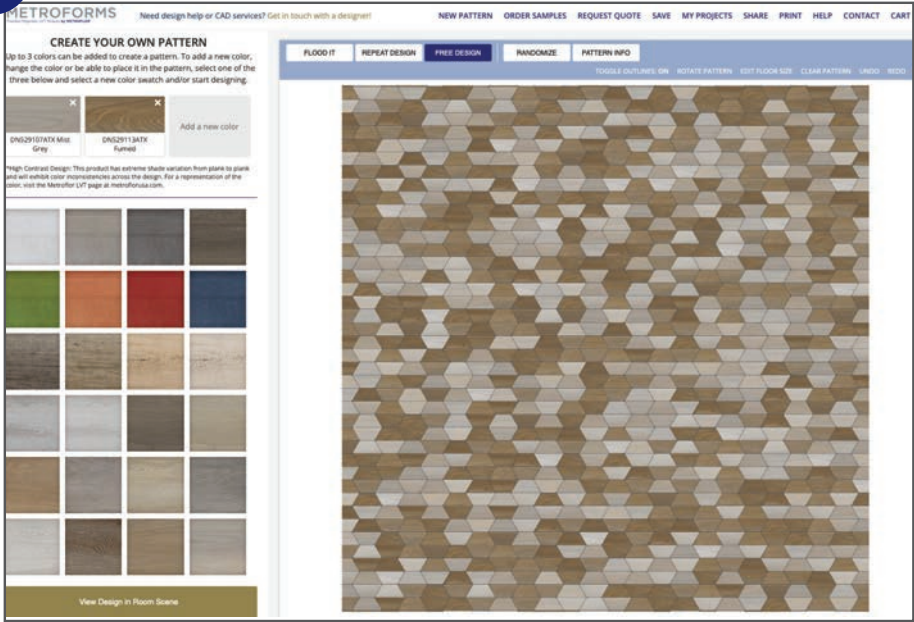 METROFORMS
Need design help or CAD services? Get in touch with a designer!
NEW PATTERN ORDER SAMPLES REQUEST QUOTE SAVE MY PROJECTS SHARE PRINT HELP CONTACT CART
CREATE YOUR OWN PATTERN
Up to 3 colors can be added to create a pattern. To add a new color,
hange the color or be able to place it in the pattern, select one of the
three below and select a new color swatch and/or start designing.
DNS29107ATX Mist
Grey
DNS29113ATX
Fumed
Add a new color
*High Contrast Design: This product has extreme shade variation from plank to plank
and will exhibit color inconsistencies across the design. For a representation of the
color, visit the Metroflor LVT page at metroflorusa.com.
FLOOD IT REPEAT DESIGN FREE DESIGN RANDOMIZE PATTERN INFO
TOGGLE OUTLINES: ON ROTATE PATTERN EDIT FLOOR SIZE CLEAR PATTERN UNDO REDO
View Design in Room Scene